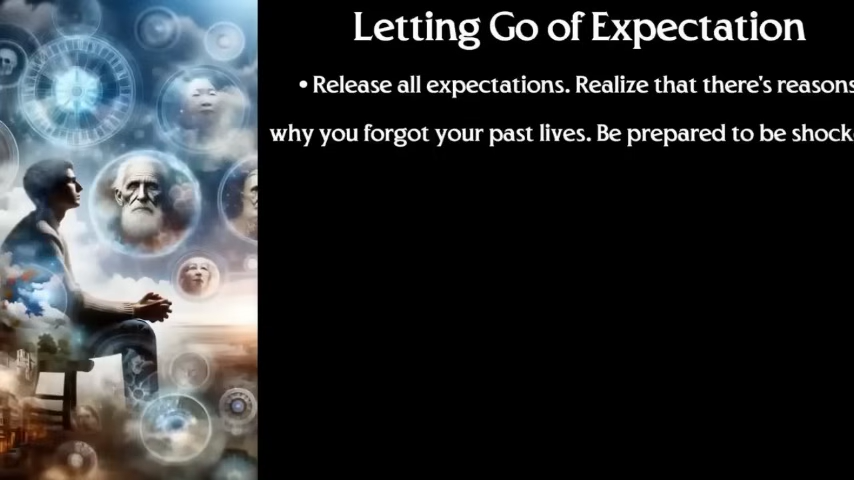 Letting Go of Expectation
• Release all expectations. Realize that there's reasons
why you forgot your past lives. Be prepared to be